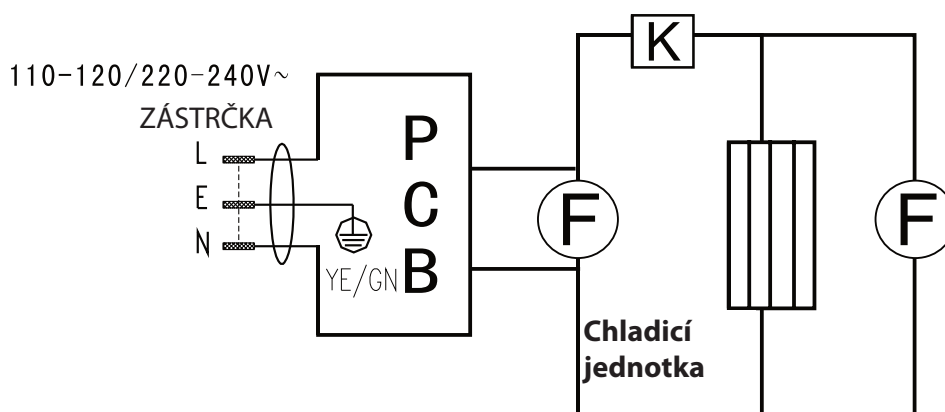 110-120/220-240V~
ZÁSTRČKA
L
E
N
YE/GN
P
C
B
F
K
F
Chladicí
jednotka